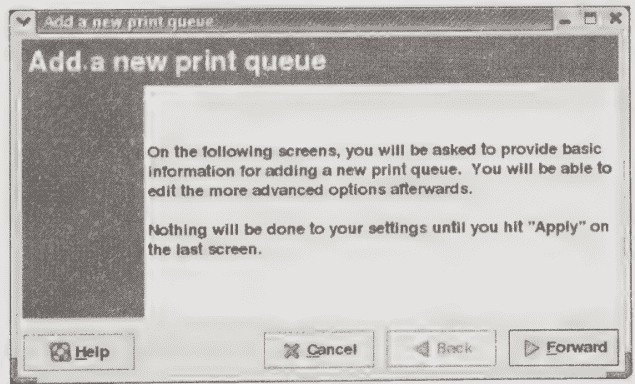 Add a new print queue
Add a new print queue
On the following screens, you will be asked to provide basic
information for adding a new print queue. You will be able to
edit the more advanced options afterwards.
Nothing will be done to your settings until you hit "Apply" on
the last screen.
Help
Cancel
Back
Forward